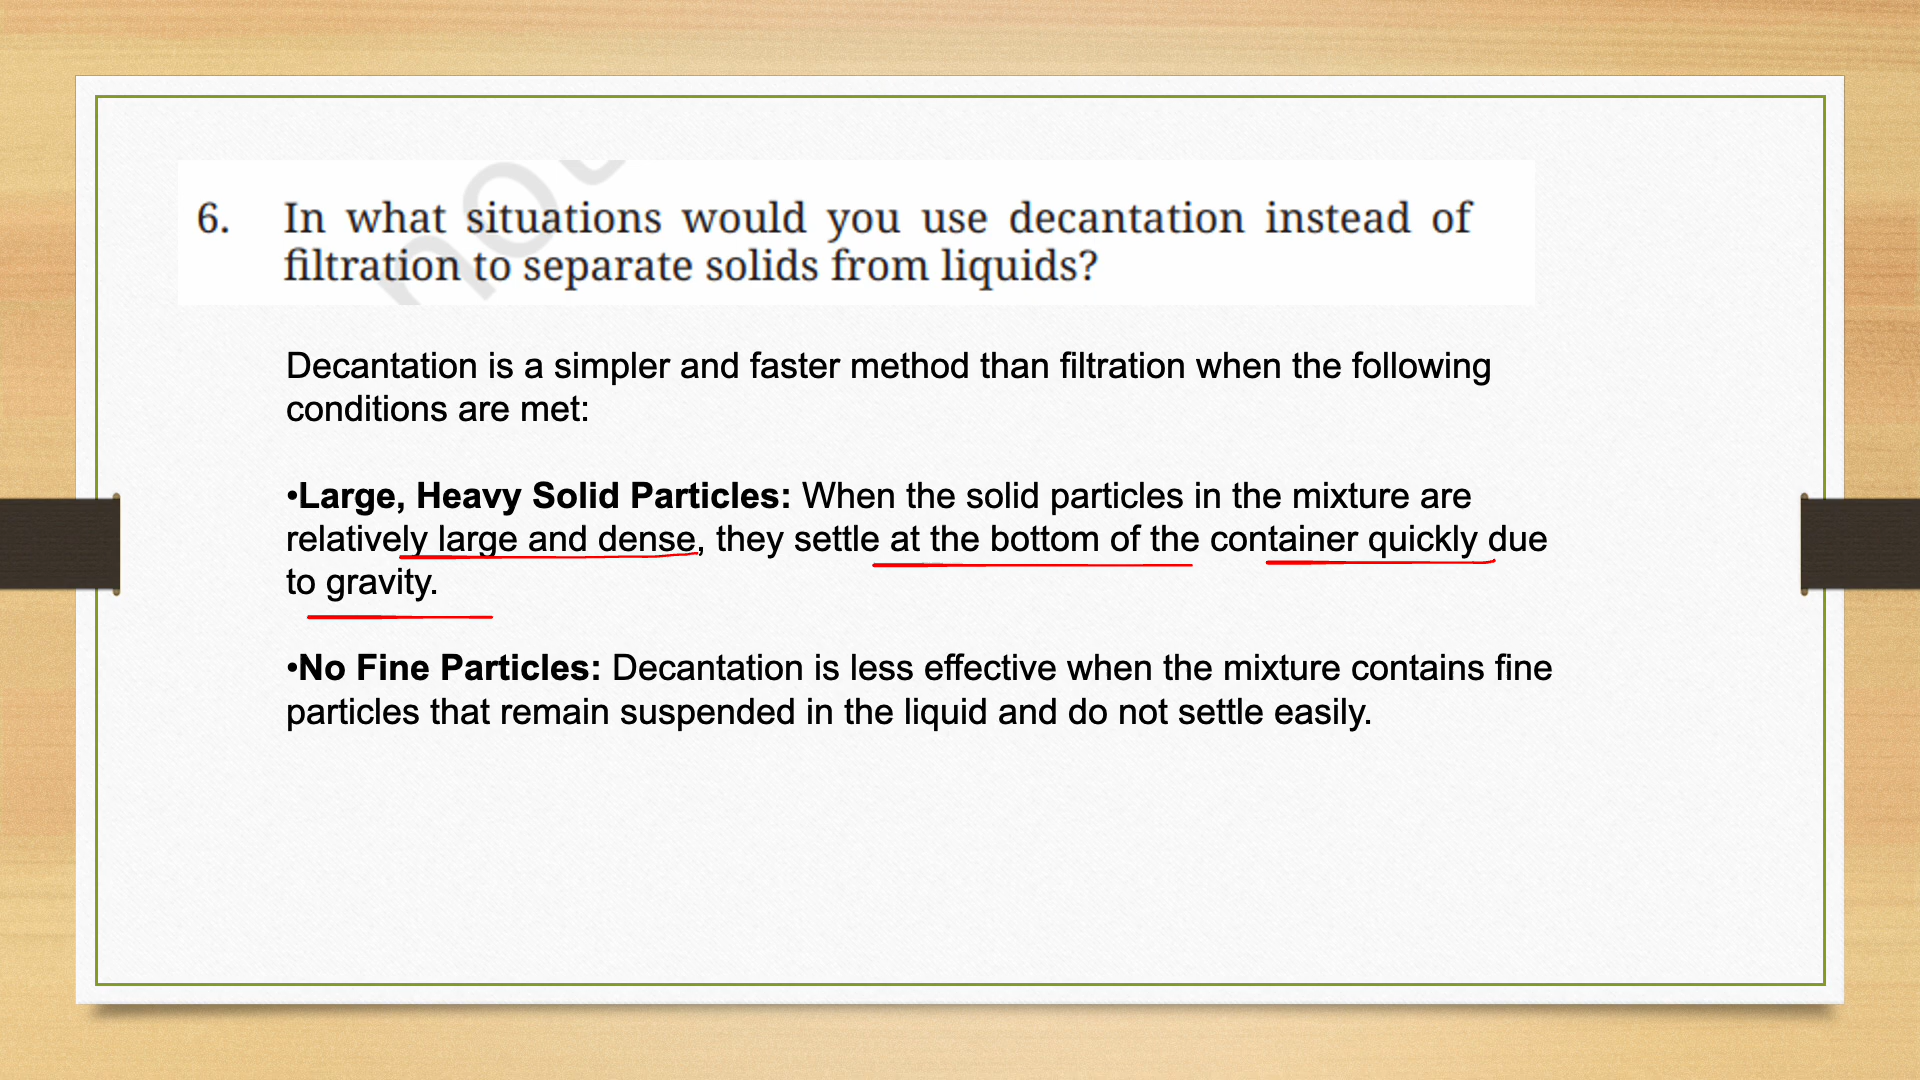 not
6. In what situations would you use decantation instead of
filtration to separate solids from liquids?
Decantation is a simpler and faster method than filtration when the following
conditions are met:
•Large, Heavy Solid Particles: When the solid particles in the mixture are
relatively large and dense, they settle at the bottom of the container quickly due
to gravity.
•No Fine Particles: Decantation is less effective when the mixture contains fine
particles that remain suspended in the liquid and do not settle easily.